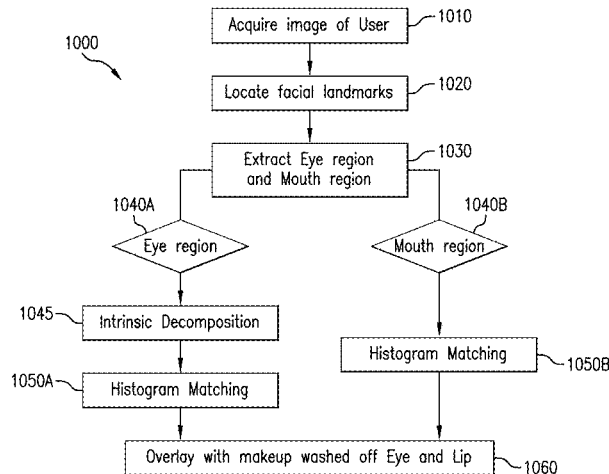 1000
Acquire image of User
1010
Locate facial landmarks
1020
Extract Eye region
and Mouth region
1030
1040A
Eye region
1040B
Mouth region
1045
Intrinsic Decomposition
1050A
Histogram Matching
Histogram Matching
1050B
Overlay with makeup washed off Eye and Lip
1060